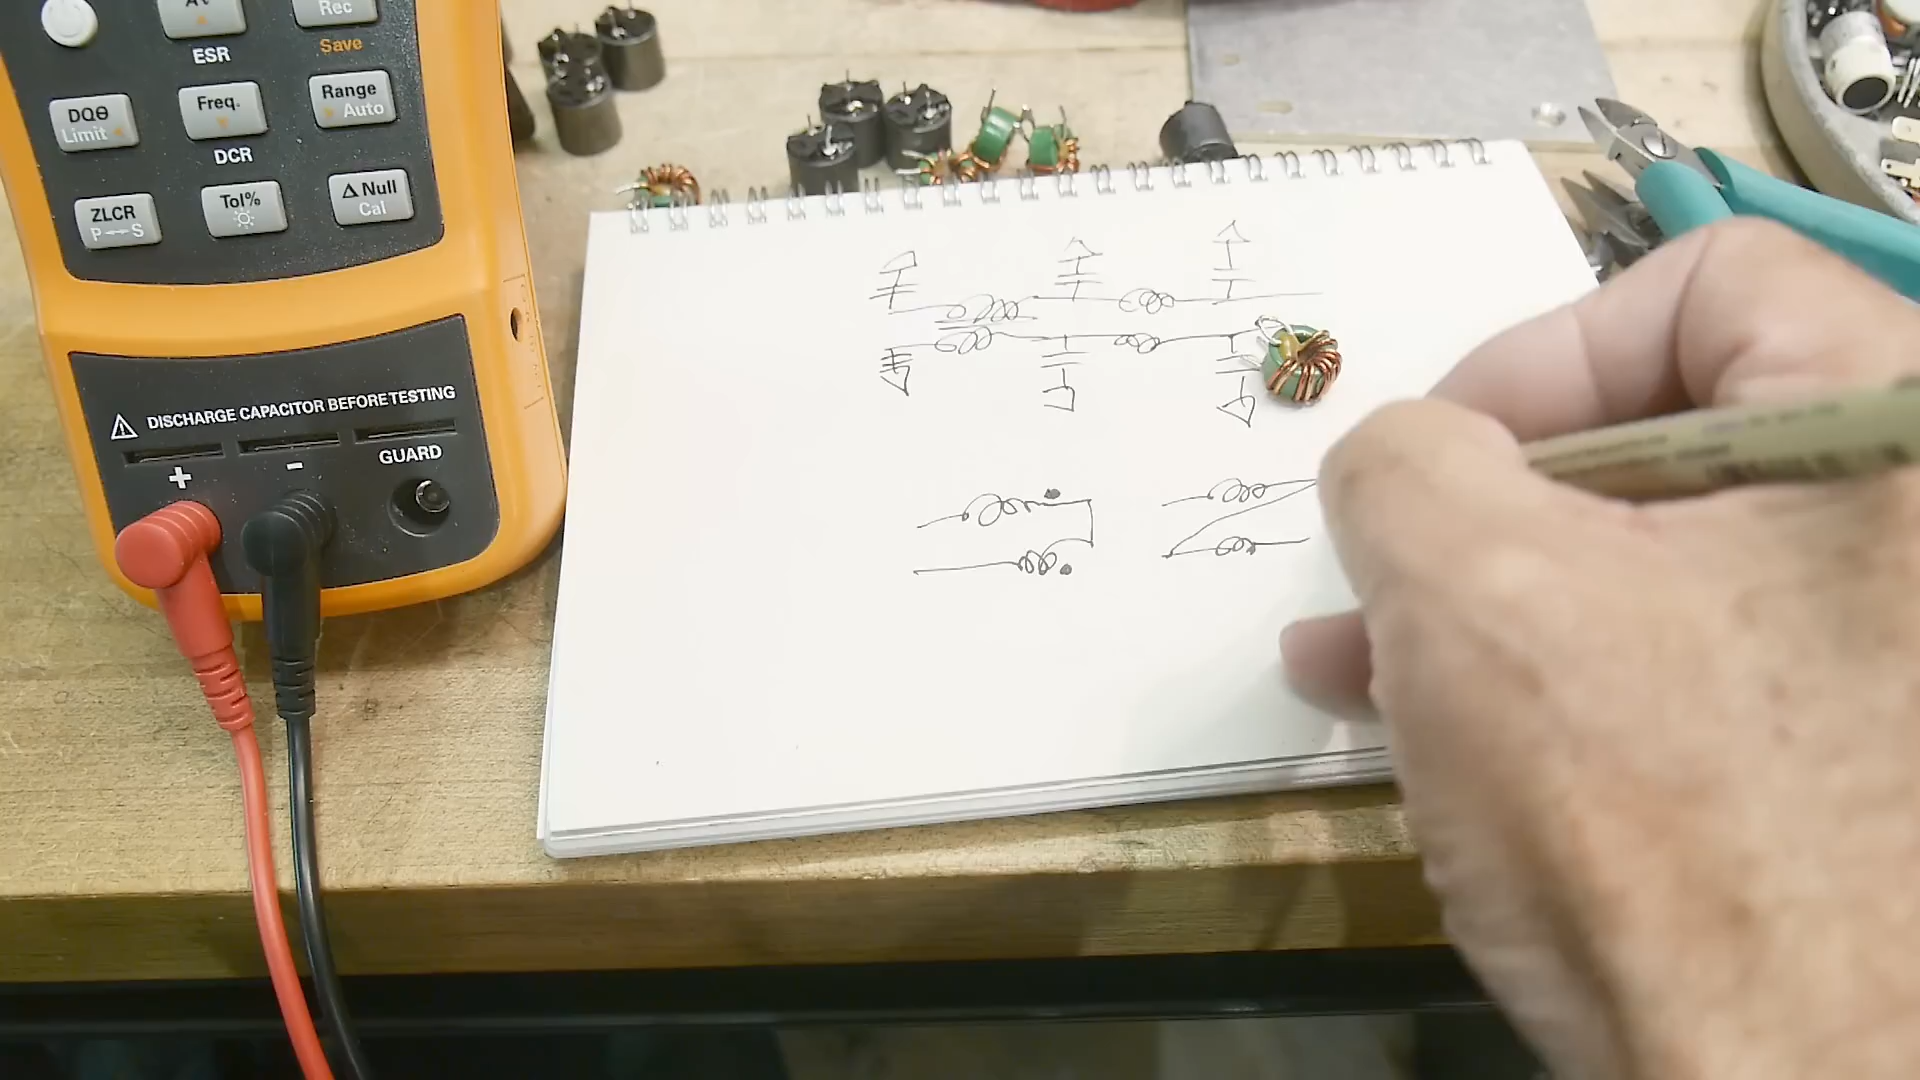 Rec
ESR
Save
DQΘ
Limit
Freq.
Range
Auto
DCR
ZLCR
P↔S
Tol%
Δ Null
Cal
DISCHARGE CAPACITOR BEFORE TESTING
+
-
GUARD